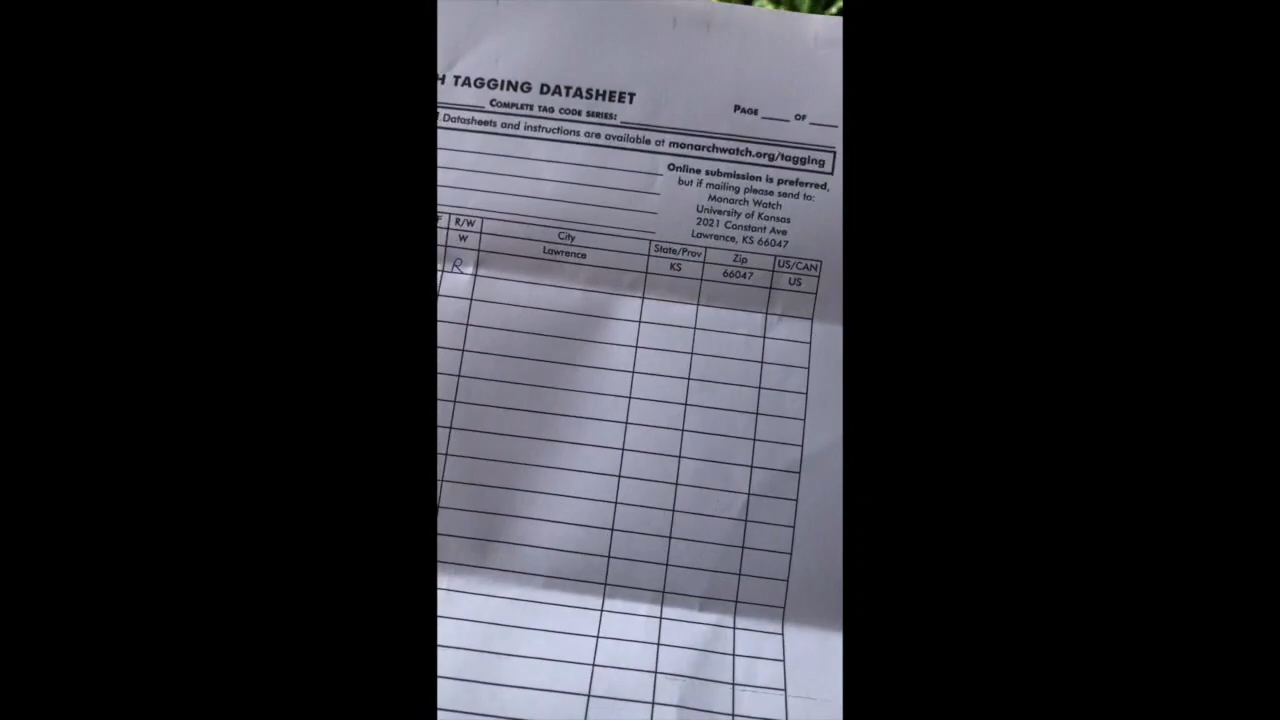 H TAGGING DATASHEET
COMPLETE TAG CODE SERIES: PAGE ____ OF ____
Datasheets and instructions are available at monarchwatch.org/tagging
Online submission is preferred,
but if mailing please send to:
Monarch Watch
University of Kansas
2021 Constant Ave
Lawrence, KS 66047
R/W City State/Prov Zip US/CAN
W Lawrence KS 66047 US
R